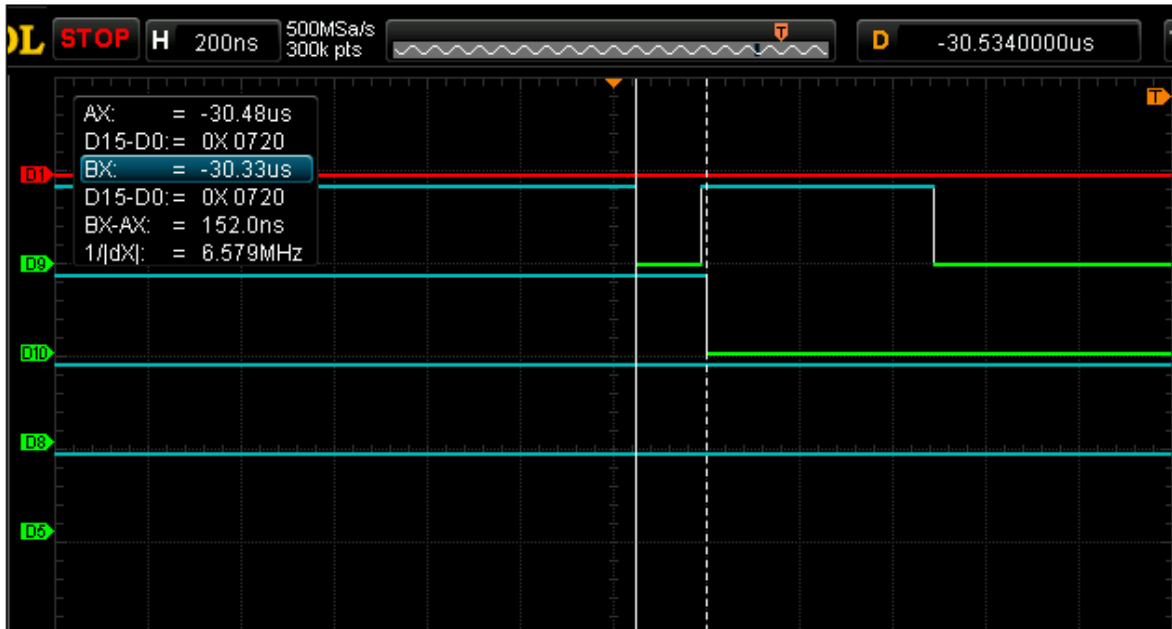 OL STOP H 200ns 500MSa/s D -30.5340000us
300k pts
T
T
AX: = -30.48us
D15-D0: = 0X 0720
BX: = -30.33us
D15-D0: = 0X 0720
BX-AX: = 152.0ns
1/|dX|: = 6.579MHz
D1
D9
D10
D8
D5